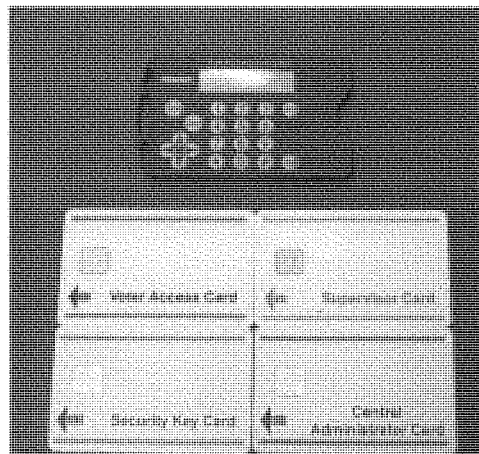 Voter Access Card
Supervisor Card
Security Key Card
Central
Administrator Card